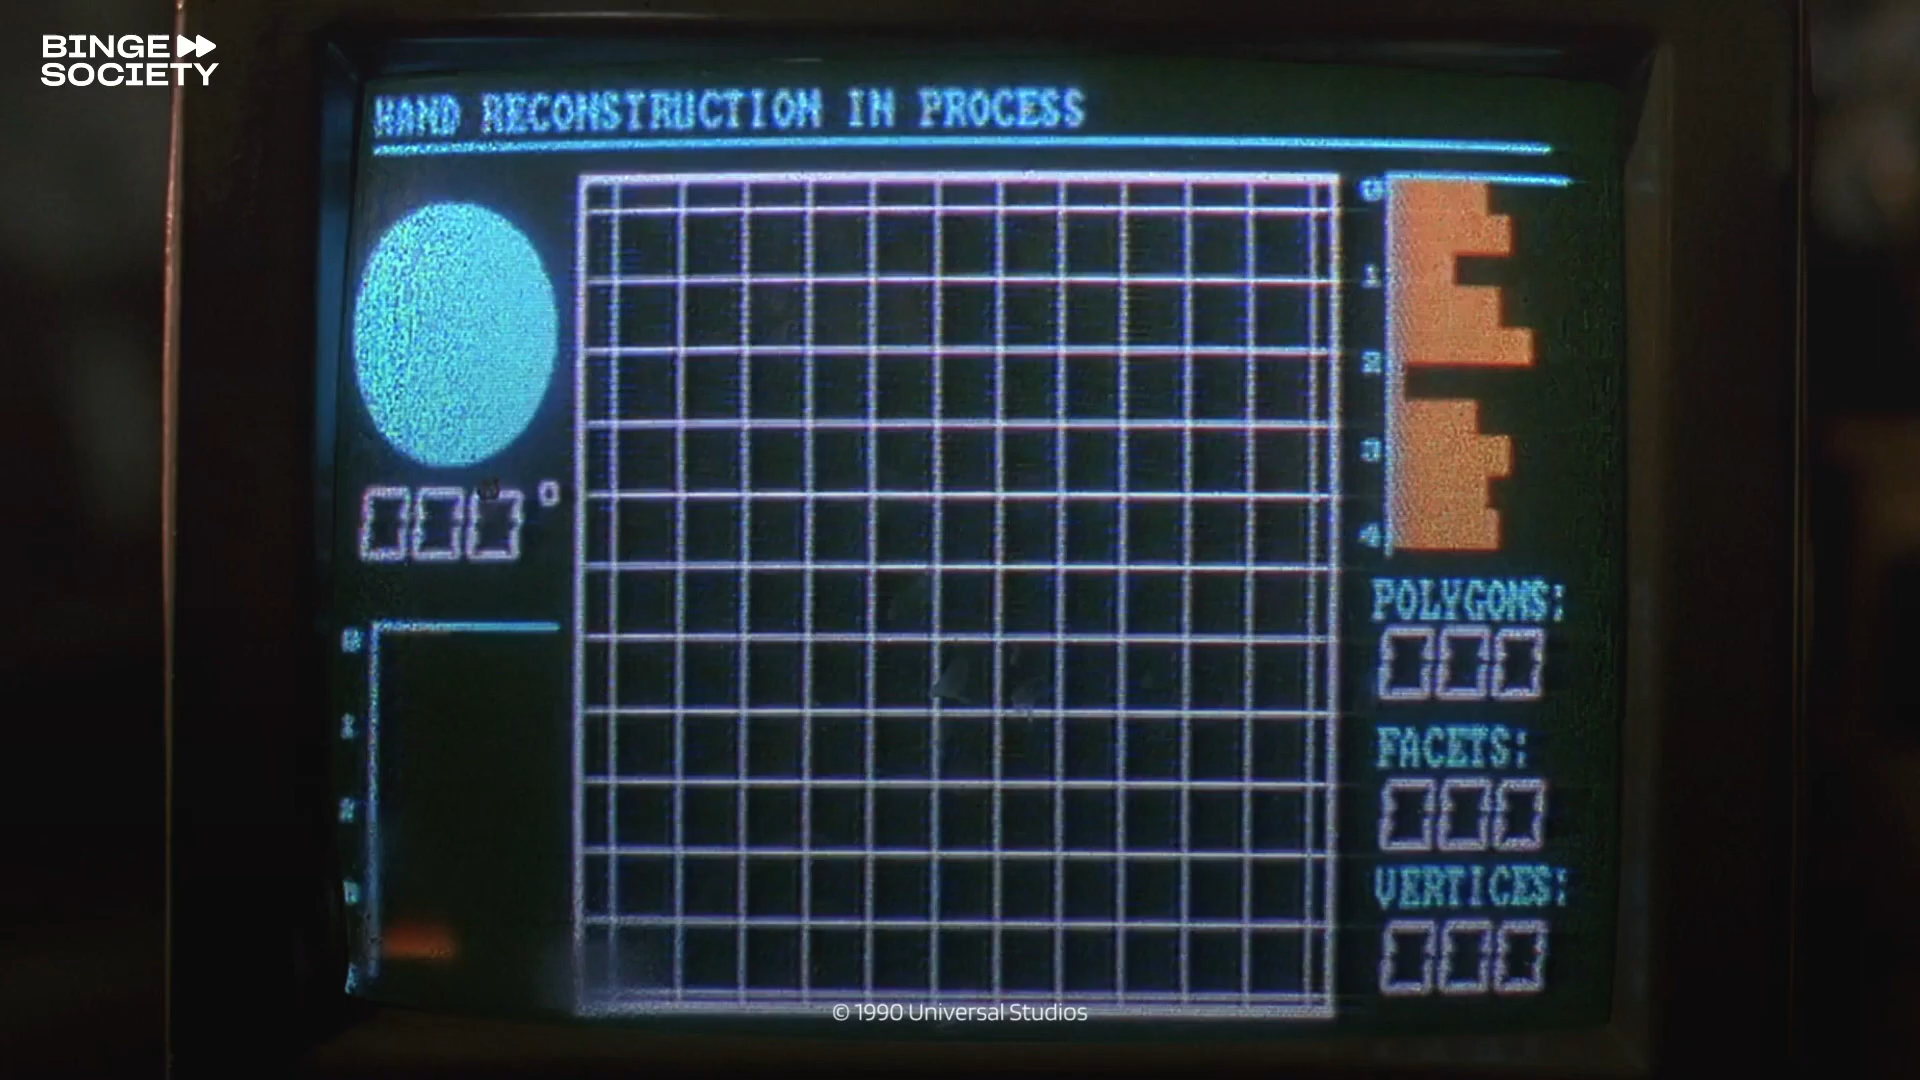 BINGE
SOCIETY
HAND RECONSTRUCTION IN PROCESS
0
1
2
3
4
000°
POLYGONS:
000
FACETS:
000
VERTICES:
000
© 1990 Universal Studios